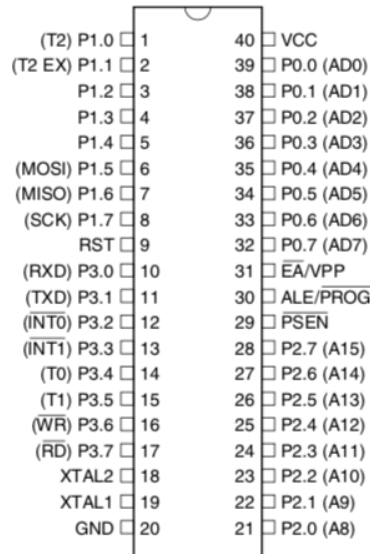 (T2) P1.0 1 40 VCC
(T2 EX) P1.1 2 39 P0.0 (AD0)
P1.2 3 38 P0.1 (AD1)
P1.3 4 37 P0.2 (AD2)
P1.4 5 36 P0.3 (AD3)
(MOSI) P1.5 6 35 P0.4 (AD4)
(MISO) P1.6 7 34 P0.5 (AD5)
(SCK) P1.7 8 33 P0.6 (AD6)
RST 9 32 P0.7 (AD7)
(RXD) P3.0 10 31 E̅A̅/VPP
(TXD) P3.1 11 30 ALE/P̅R̅O̅G̅
(I̅N̅T̅0̅) P3.2 12 29 P̅S̅E̅N̅
(I̅N̅T̅1̅) P3.3 13 28 P2.7 (A15)
(T0) P3.4 14 27 P2.6 (A14)
(T1) P3.5 15 26 P2.5 (A13)
(W̅R̅) P3.6 16 25 P2.4 (A12)
(R̅D̅) P3.7 17 24 P2.3 (A11)
XTAL2 18 23 P2.2 (A10)
XTAL1 19 22 P2.1 (A9)
GND 20 21 P2.0 (A8)